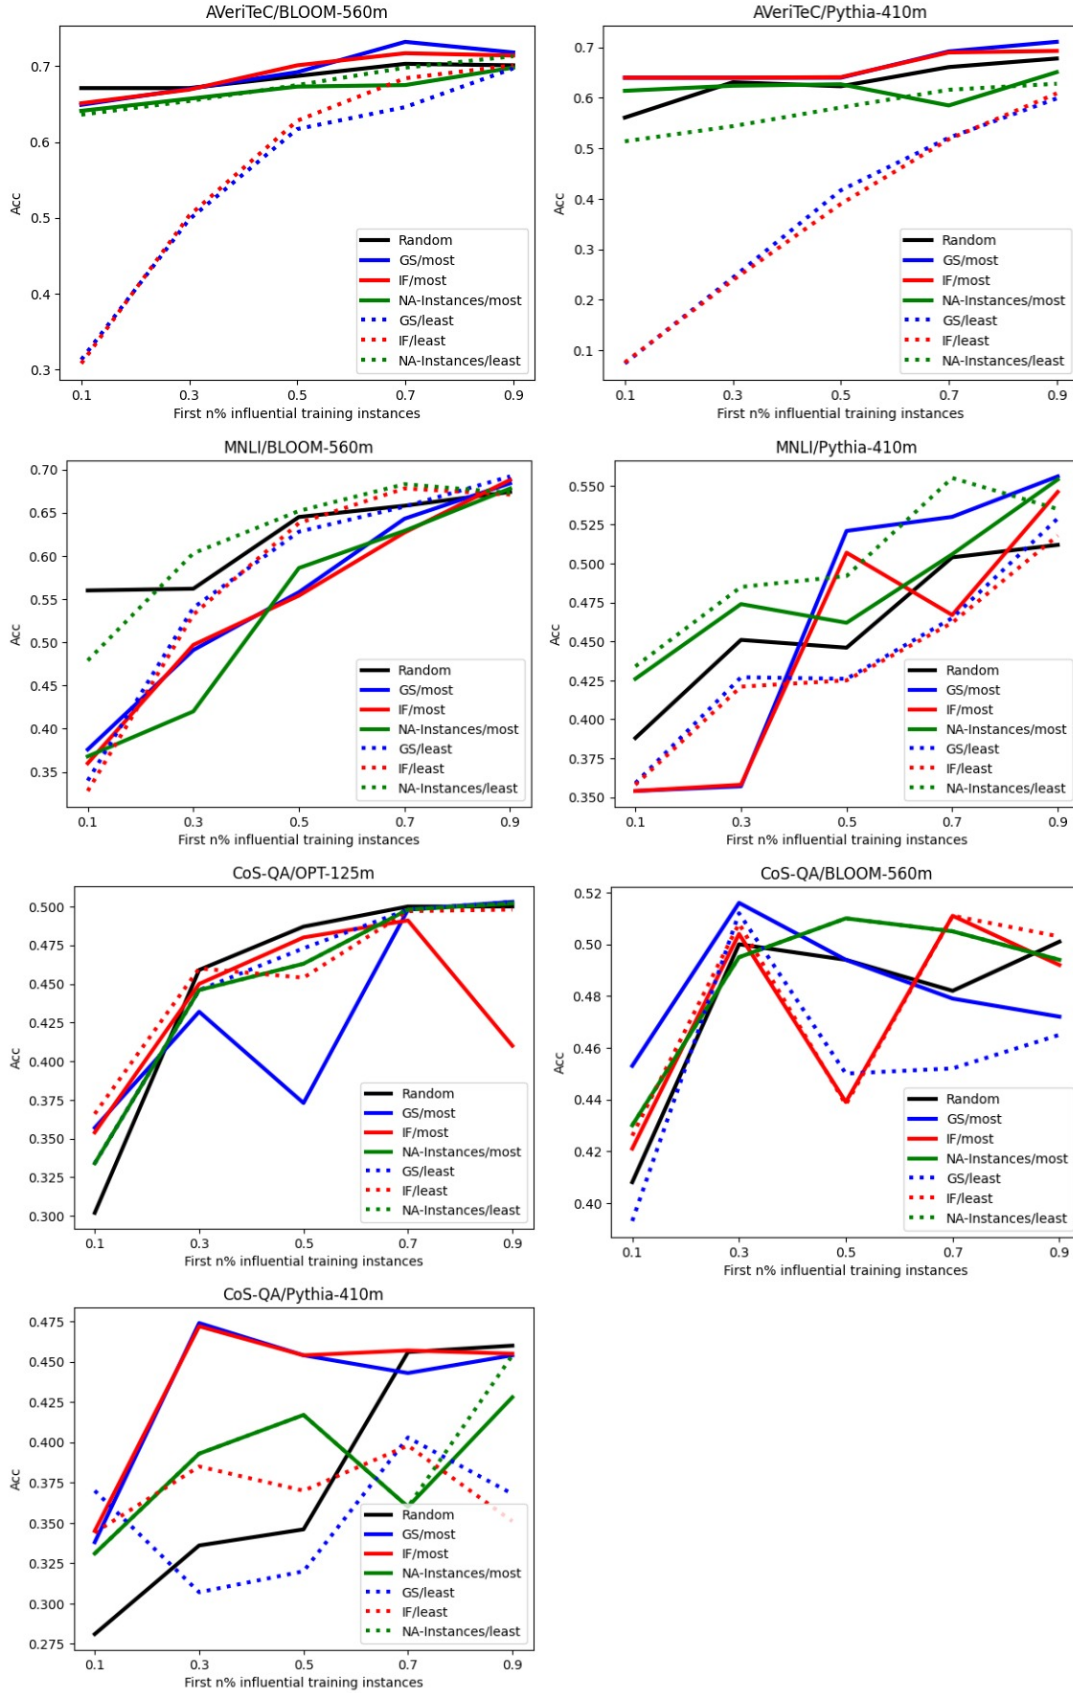 AVeriTeC/BLOOM-560m
Acc
0.7
0.6
0.5
0.4
0.3
0.1 0.3 0.5 0.7 0.9
First n% influential training instances
Random
GS/most
IF/most
NA-Instances/most
GS/least
IF/least
NA-Instances/least
AVeriTeC/Pythia-410m
Acc
0.7
0.6
0.5
0.4
0.3
0.2
0.1
0.1 0.3 0.5 0.7 0.9
First n% influential training instances
Random
GS/most
IF/most
NA-Instances/most
GS/least
IF/least
NA-Instances/least
MNLI/BLOOM-560m
Acc
0.70
0.65
0.60
0.55
0.50
0.45
0.40
0.35
0.1 0.3 0.5 0.7 0.9
First n% influential training instances
Random
GS/most
IF/most
NA-Instances/most
GS/least
IF/least
NA-Instances/least
MNLI/Pythia-410m
Acc
0.550
0.525
0.500
0.475
0.450
0.425
0.400
0.375
0.350
0.1 0.3 0.5 0.7 0.9
First n% influential training instances
Random
GS/most
IF/most
NA-Instances/most
GS/least
IF/least
NA-Instances/least
CoS-QA/OPT-125m
Acc
0.500
0.475
0.450
0.425
0.400
0.375
0.350
0.325
0.300
0.1 0.3 0.5 0.7 0.9
First n% influential training instances
Random
GS/most
IF/most
NA-Instances/most
GS/least
IF/least
NA-Instances/least
CoS-QA/BLOOM-560m
Acc
0.52
0.50
0.48
0.46
0.44
0.42
0.40
0.1 0.3 0.5 0.7 0.9
First n% influential training instances
Random
GS/most
IF/most
NA-Instances/most
GS/least
IF/least
NA-Instances/least
CoS-QA/Pythia-410m
Acc
0.475
0.450
0.425
0.400
0.375
0.350
0.325
0.300
0.275
0.1 0.3 0.5 0.7 0.9
First n% influential training instances
Random
GS/most
IF/most
NA-Instances/most
GS/least
IF/least
NA-Instances/least